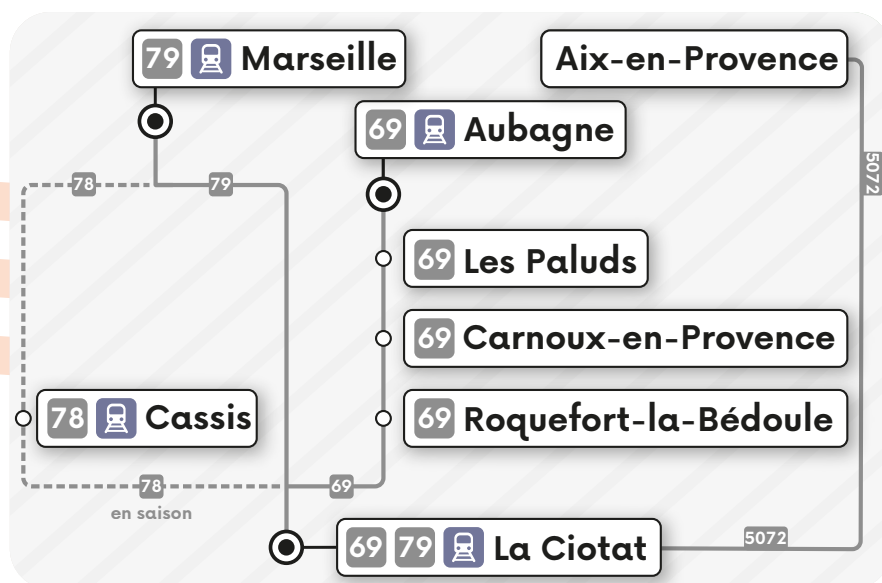 79 Marseille
Aix-en-Provence
69 Aubagne
5072
78
79
69 Les Paluds
69 Carnoux-en-Provence
78 Cassis
69 Roquefort-la-Bédoule
78
69
en saison
69 79 La Ciotat
5072